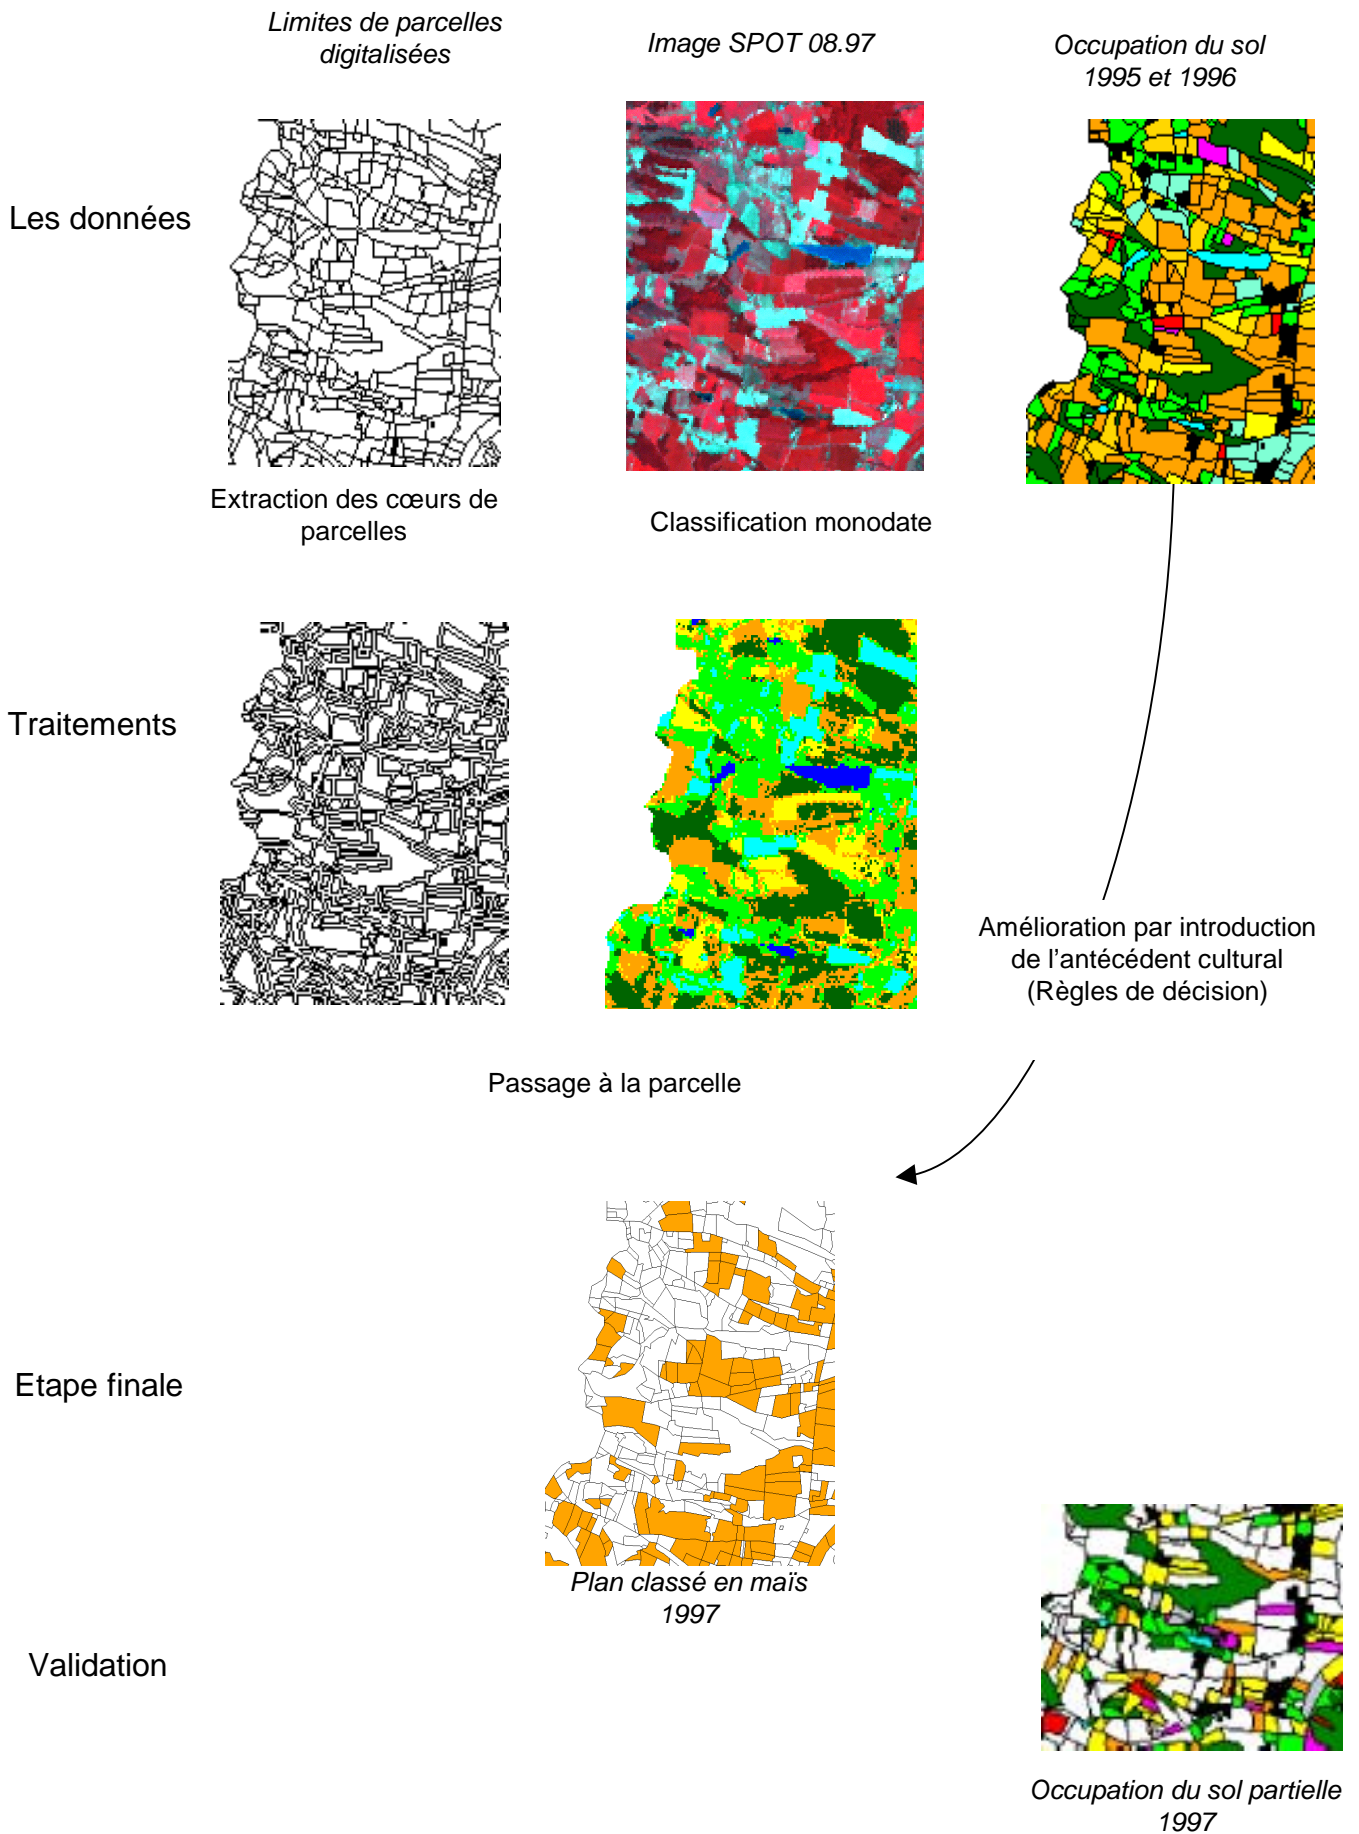 Limites de parcelles
digitalisées
Image SPOT 08.97
Occupation du sol
1995 et 1996
Les données
Extraction des cœurs de
parcelles
Classification monodate
Traitements
Amélioration par introduction
de l'antécédent cultural
(Règles de décision)
Passage à la parcelle
Etape finale
Plan classé en maïs
1997
Validation
Occupation du sol partielle
1997